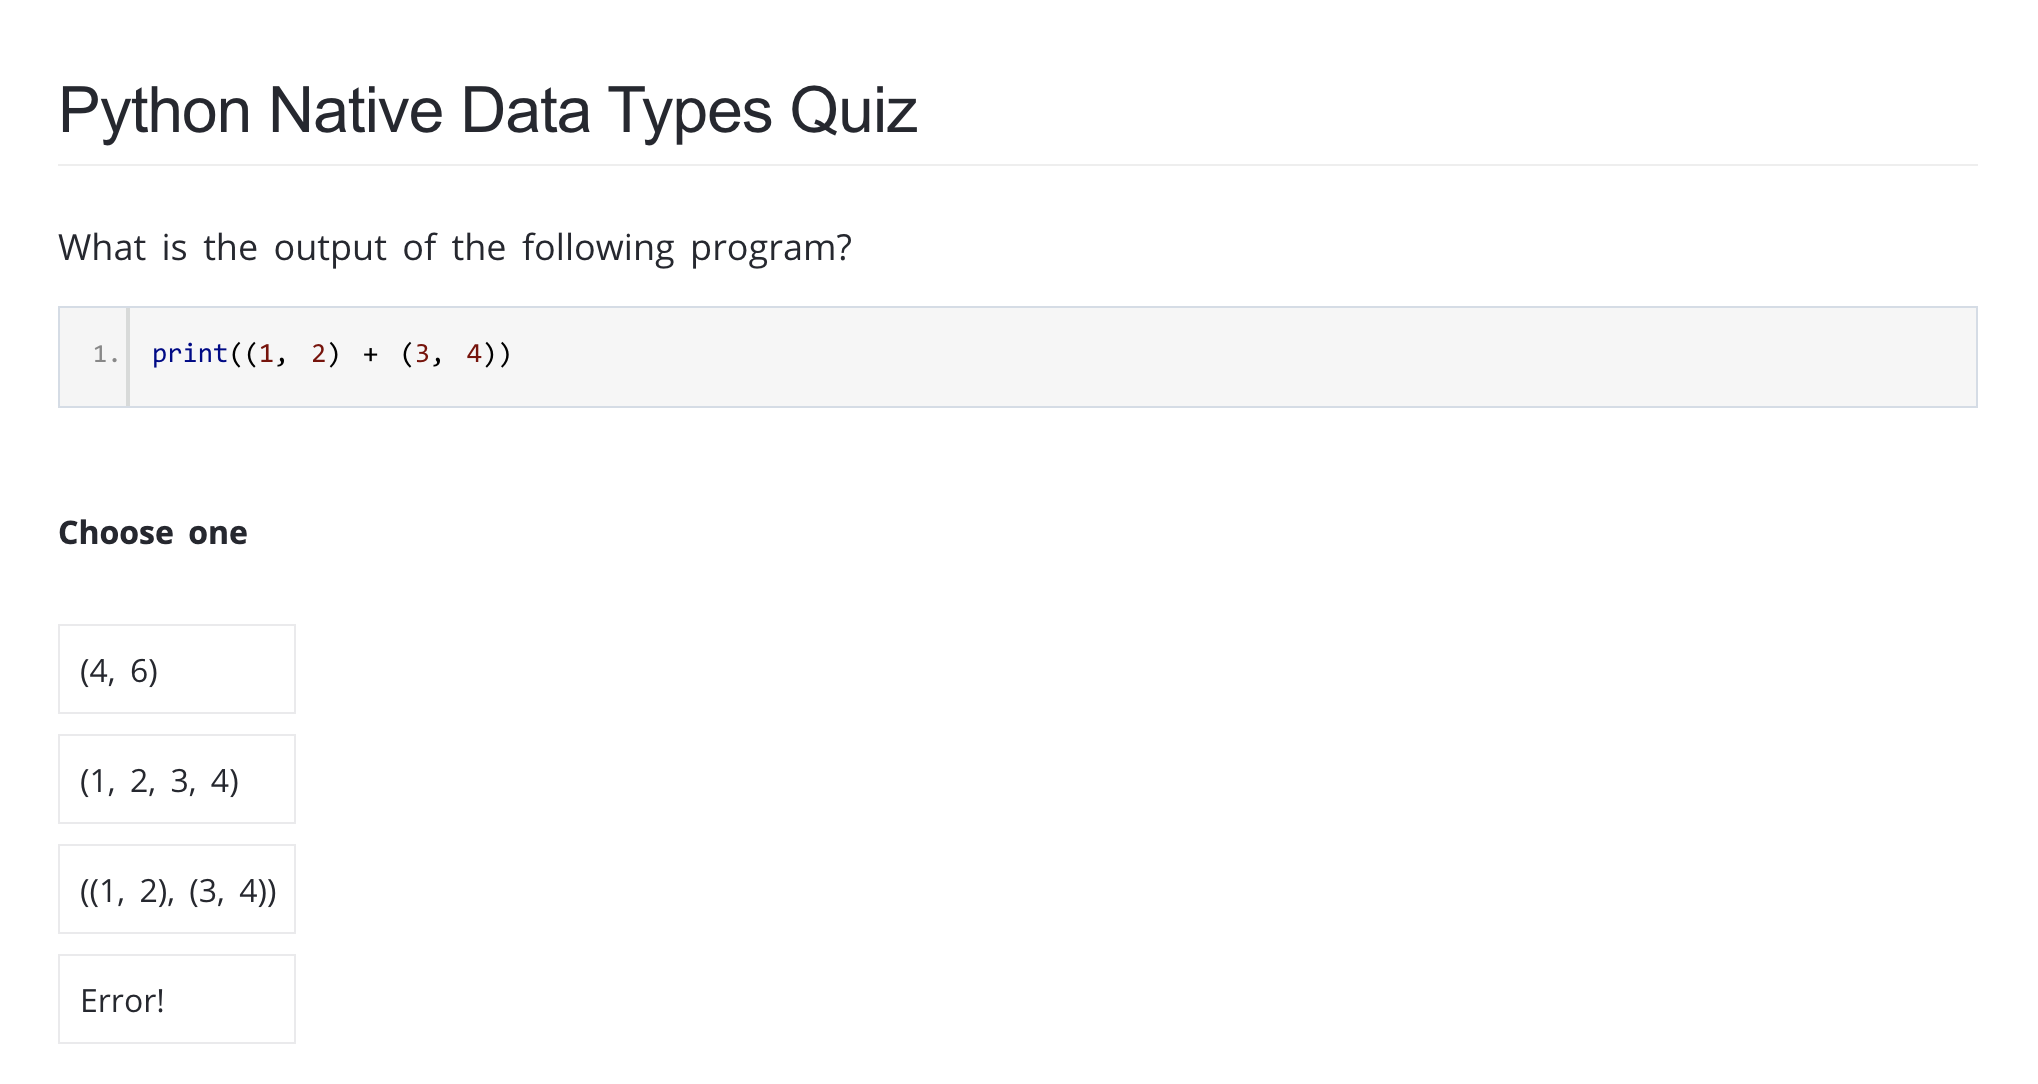 Python Native Data Types Quiz
What is the output of the following program?
1. print((1, 2) + (3, 4))
Choose one
(4, 6)
(1, 2, 3, 4)
((1, 2), (3, 4))
Error!